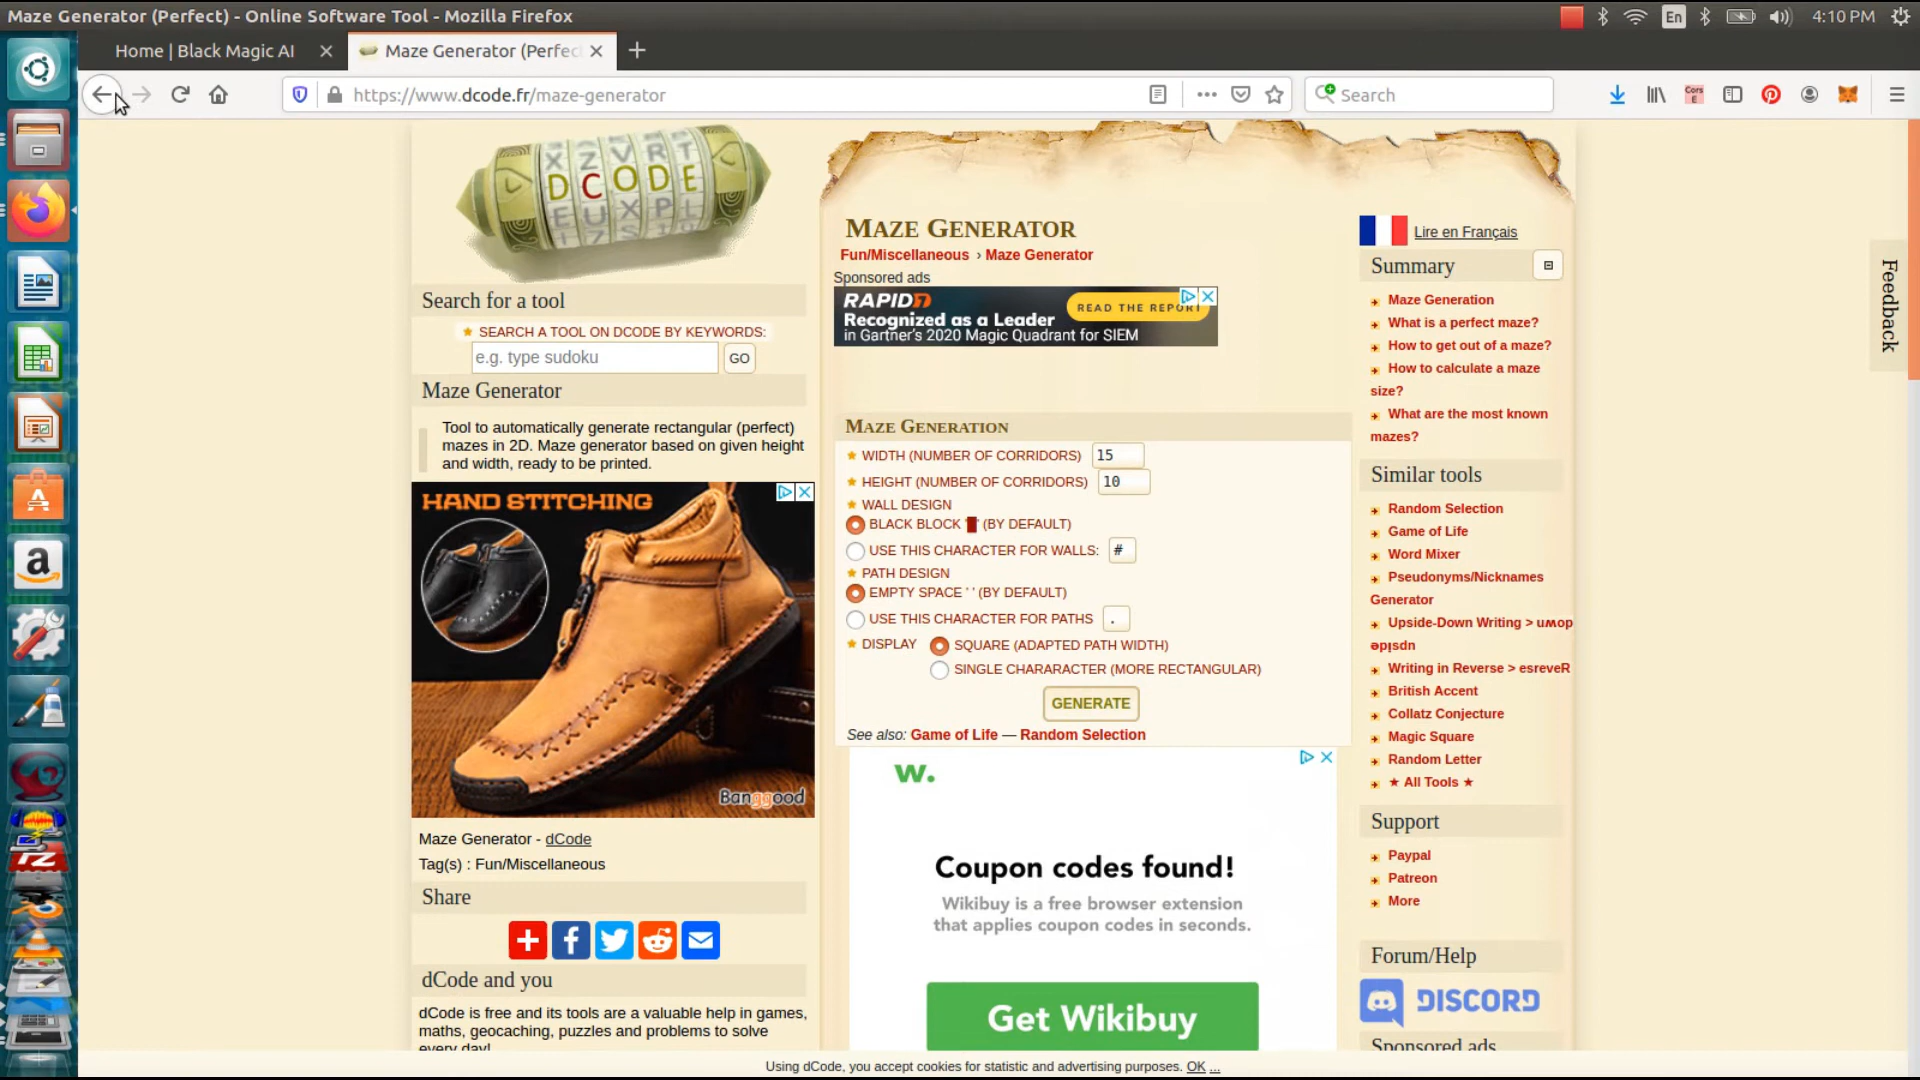 Maze Generator (Perfect) - Online Software Tool - Mozilla Firefox
En
4:10 PM
Home | Black Magic AI
Maze Generator (Perfec
https://www.dcode.fr/maze-generator
Search
Cors
E
X Z V R T
D C O D E
E U X P L
Search for a tool
SEARCH A TOOL ON DCODE BY KEYWORDS:
e.g. type sudoku
GO
Maze Generator
Tool to automatically generate rectangular (perfect)
mazes in 2D. Maze generator based on given height
and width, ready to be printed.
HAND STITCHING
Banggood
Maze Generator - dCode
Tag(s) : Fun/Miscellaneous
Share
dCode and you
dCode is free and its tools are a valuable help in games,
maths, geocaching, puzzles and problems to solve
every day!
MAZE GENERATOR
Fun/Miscellaneous › Maze Generator
Sponsored ads
RAPID7
Recognized as a Leader
in Gartner's 2020 Magic Quadrant for SIEM
READ THE REPORT
MAZE GENERATION
WIDTH (NUMBER OF CORRIDORS) 15
HEIGHT (NUMBER OF CORRIDORS) 10
WALL DESIGN
BLACK BLOCK '█' (BY DEFAULT)
USE THIS CHARACTER FOR WALLS: #
PATH DESIGN
EMPTY SPACE ' ' (BY DEFAULT)
USE THIS CHARACTER FOR PATHS .
DISPLAY SQUARE (ADAPTED PATH WIDTH)
SINGLE CHARARACTER (MORE RECTANGULAR)
GENERATE
See also: Game of Life — Random Selection
w.
Coupon codes found!
Wikibuy is a free browser extension
that applies coupon codes in seconds.
Get Wikibuy
Lire en Français
Summary
Maze Generation
What is a perfect maze?
How to get out of a maze?
How to calculate a maze
size?
What are the most known
mazes?
Similar tools
Random Selection
Game of Life
Word Mixer
Pseudonyms/Nicknames
Generator
Upside-Down Writing > uʍop
ǝpᴉsdn
Writing in Reverse > esreveR
British Accent
Collatz Conjecture
Magic Square
Random Letter
★ All Tools ★
Support
Paypal
Patreon
More
Forum/Help
DISCORD
Sponsored ads
Feedback
Using dCode, you accept cookies for statistic and advertising purposes. OK ...